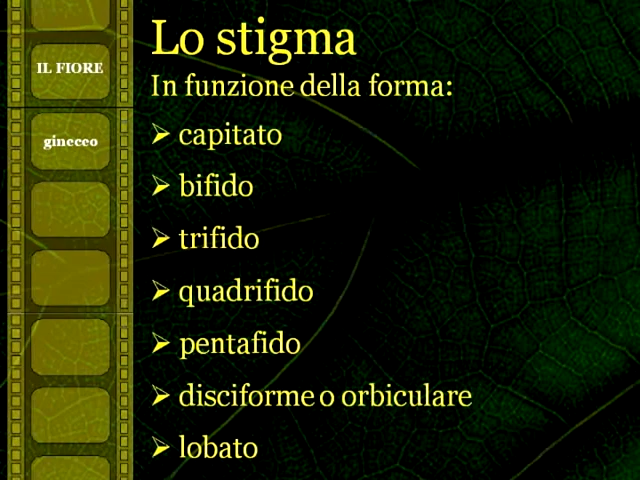 IL FIORE
gineceo
Lo stigma
In funzione della forma:
capitato
bifido
trifido
quadrifido
pentafido
disciforme o orbiculare
lobato